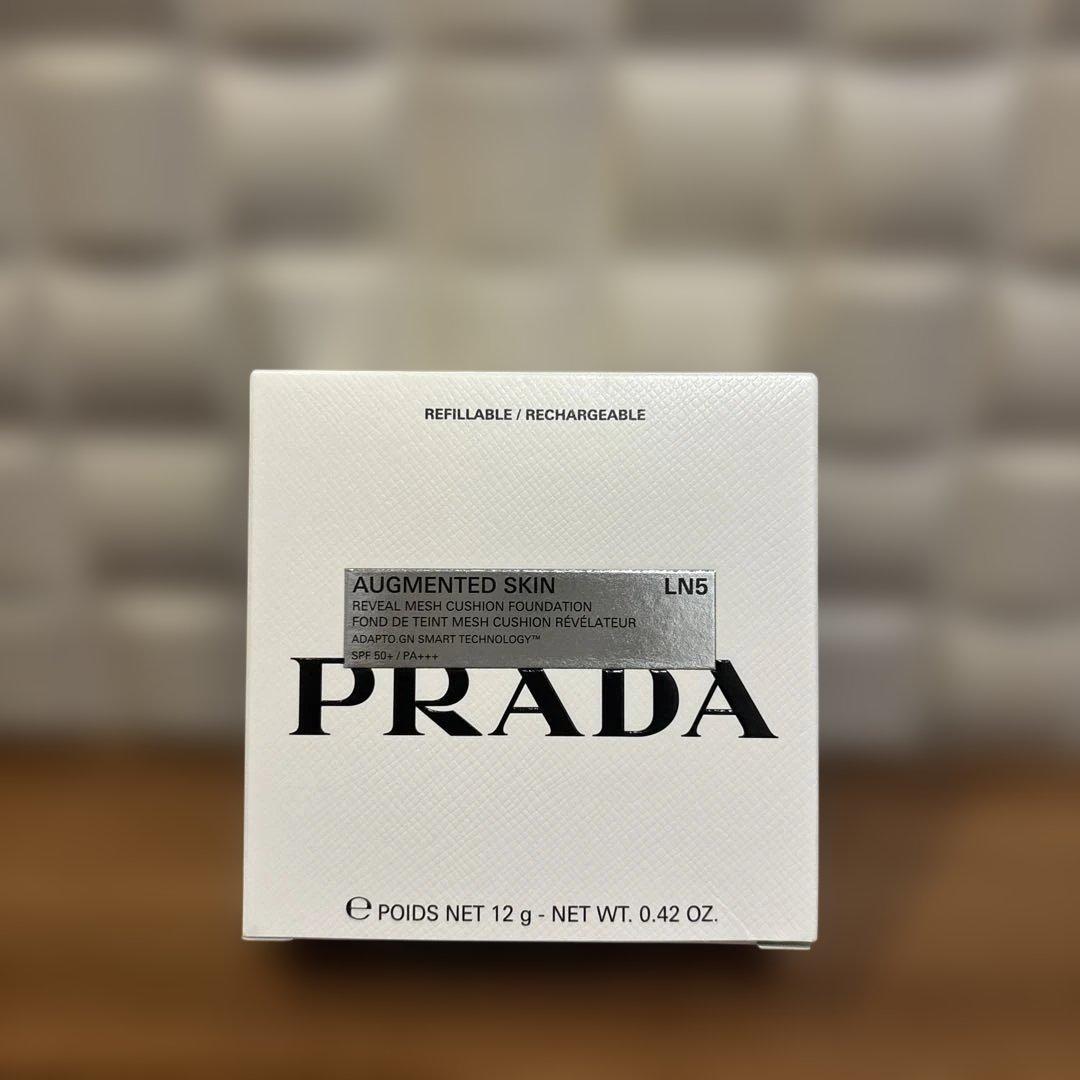 REFILLABLE / RECHARGEABLE
AUGMENTED SKIN LN5
REVEAL MESH CUSHION FOUNDATION
FOND DE TEINT MESH CUSHION RÉVÉLATEUR
ADAPTO.GN SMART TECHNOLOGY™
SPF 50+ / PA+++
PRADA
℮ POIDS NET 12 g - NET WT. 0.42 OZ.